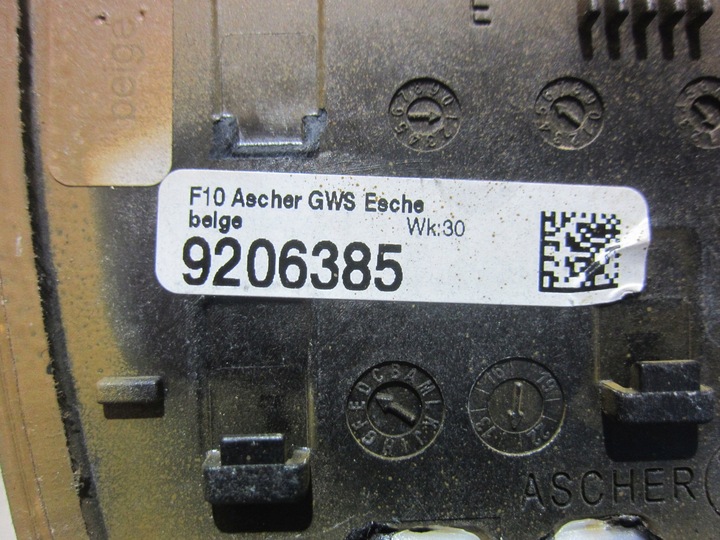 beige
F10 Ascher GWS Esche
beige Wk:30
9206385
ASCHER